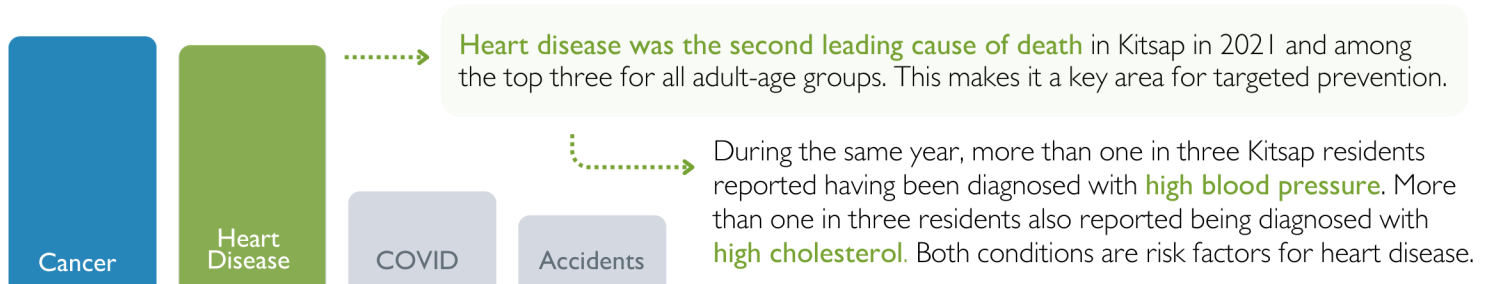 Heart disease was the second leading cause of death in Kitsap in 2021 and among
the top three for all adult-age groups. This makes it a key area for targeted prevention.
During the same year, more than one in three Kitsap residents
reported having been diagnosed with high blood pressure. More
than one in three residents also reported being diagnosed with
high cholesterol. Both conditions are risk factors for heart disease.
Cancer
Heart
Disease
COVID
Accidents